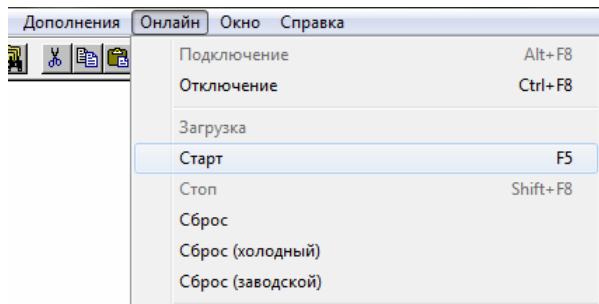 Дополнения Онлайн Окно Справка
Подключение Alt+F8
Отключение Ctrl+F8
Загрузка
Старт F5
Стоп Shift+F8
Сброс
Сброс (холодный)
Сброс (заводской)